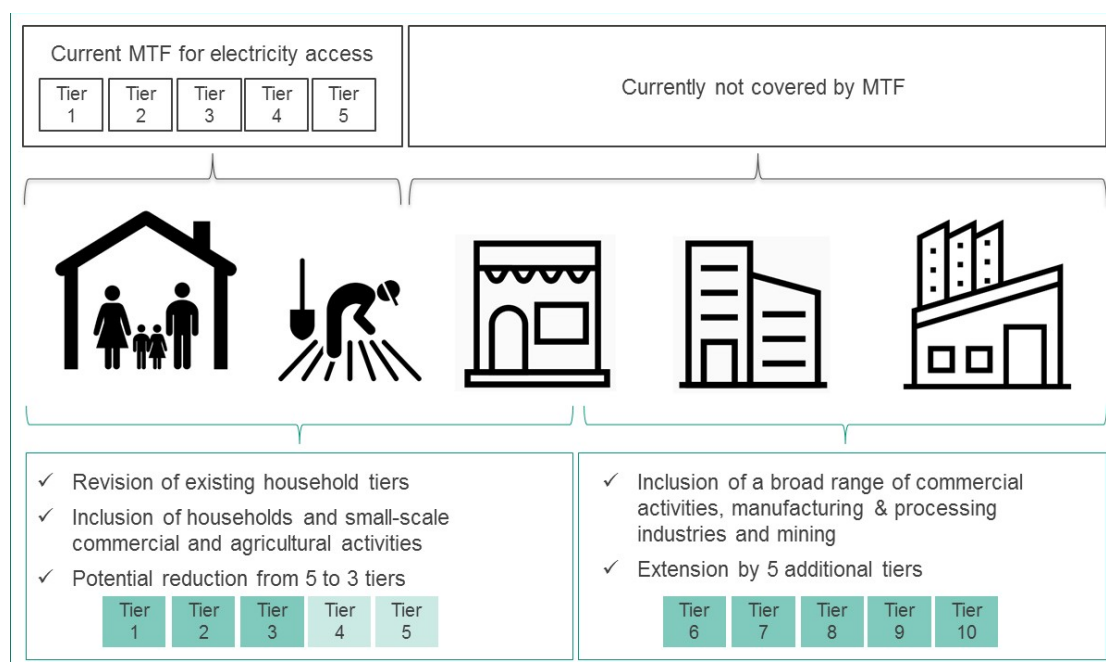 Current MTF for electricity access
Tier 1
Tier 2
Tier 3
Tier 4
Tier 5
Currently not covered by MTF
✓ Revision of existing household tiers
✓ Inclusion of households and small-scale
commercial and agricultural activities
✓ Potential reduction from 5 to 3 tiers
Tier 1
Tier 2
Tier 3
Tier 4
Tier 5
✓ Inclusion of a broad range of commercial
activities, manufacturing & processing
industries and mining
✓ Extension by 5 additional tiers
Tier 6
Tier 7
Tier 8
Tier 9
Tier 10